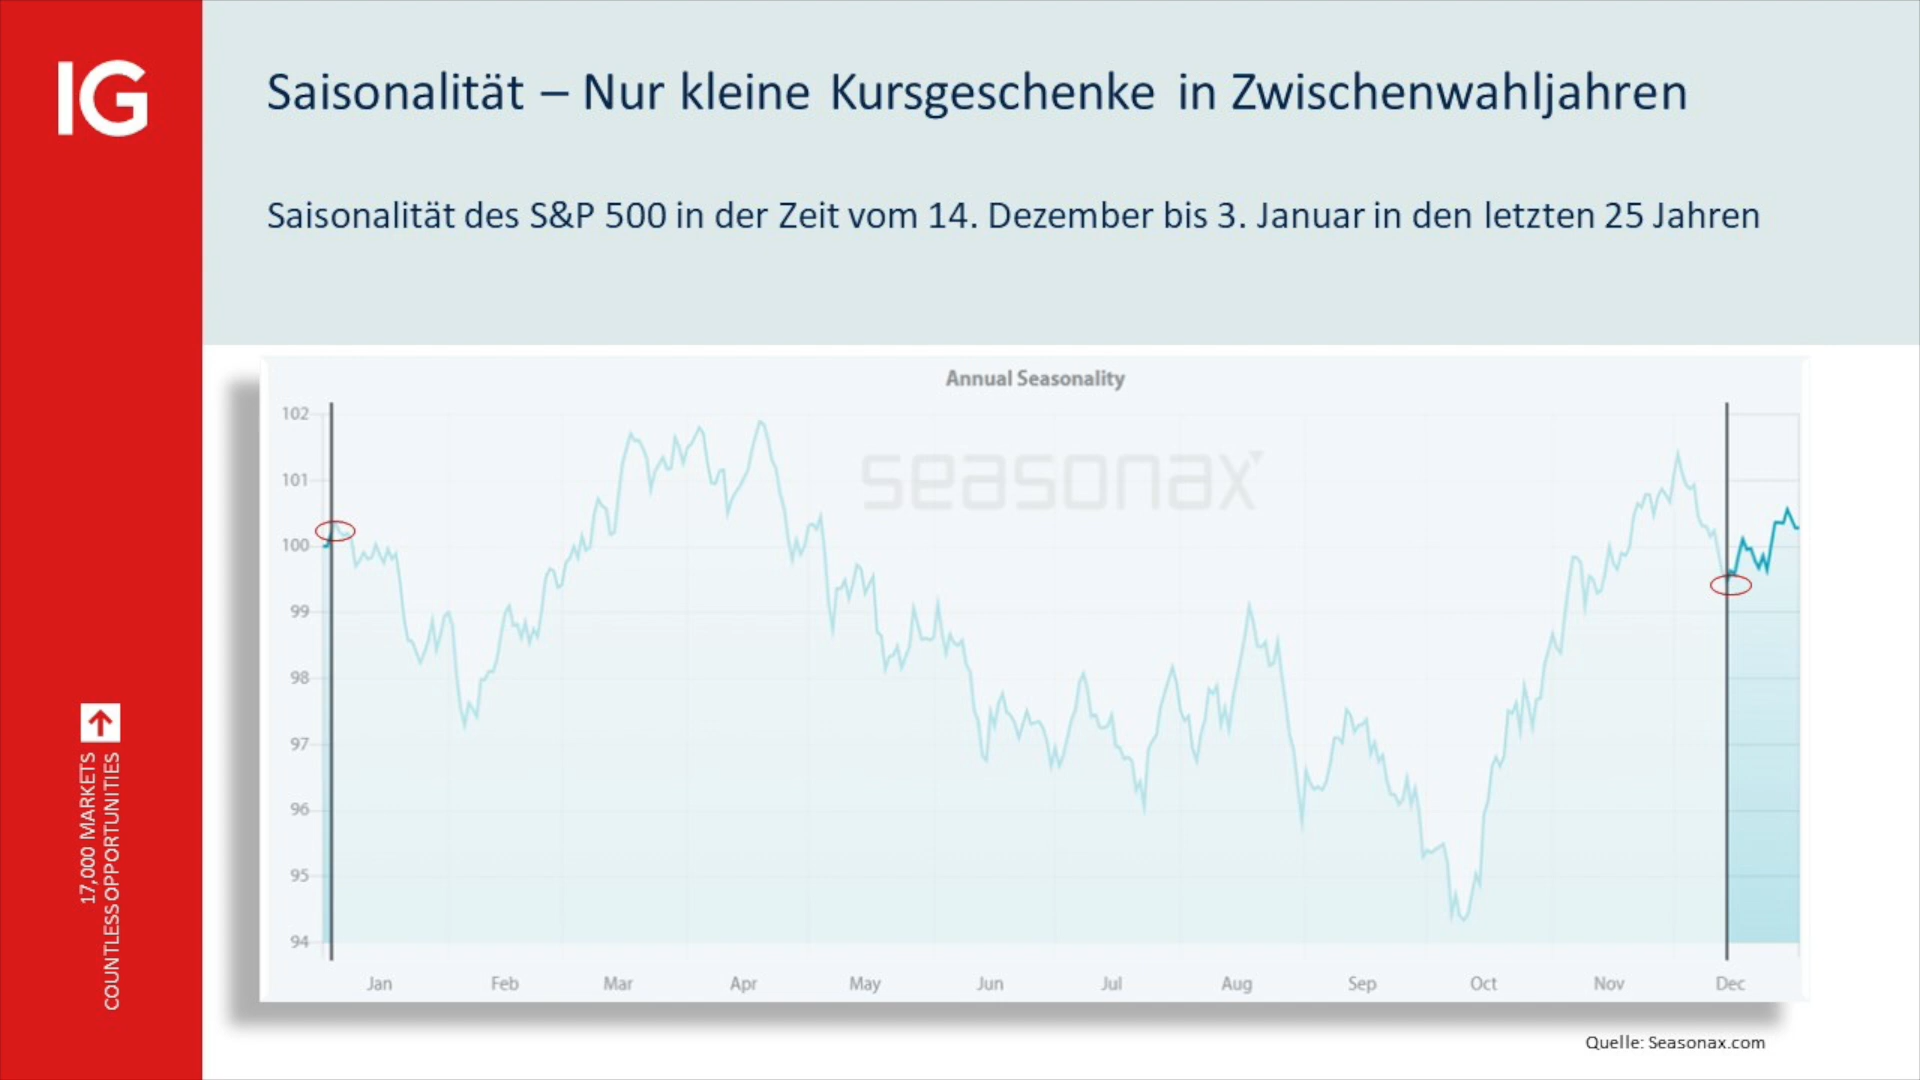 IG
Saisonalität – Nur kleine Kursgeschenke in Zwischenwahljahren
Saisonalität des S&P 500 in der Zeit vom 14. Dezember bis 3. Januar in den letzten 25 Jahren
Annual Seasonality
seasonax
102
101
100
99
98
97
96
95
94
Jan Feb Mar Apr May Jun Jul Aug Sep Oct Nov Dec
17,000 MARKETS
COUNTLESS OPPORTUNITIES
Quelle: Seasonax.com